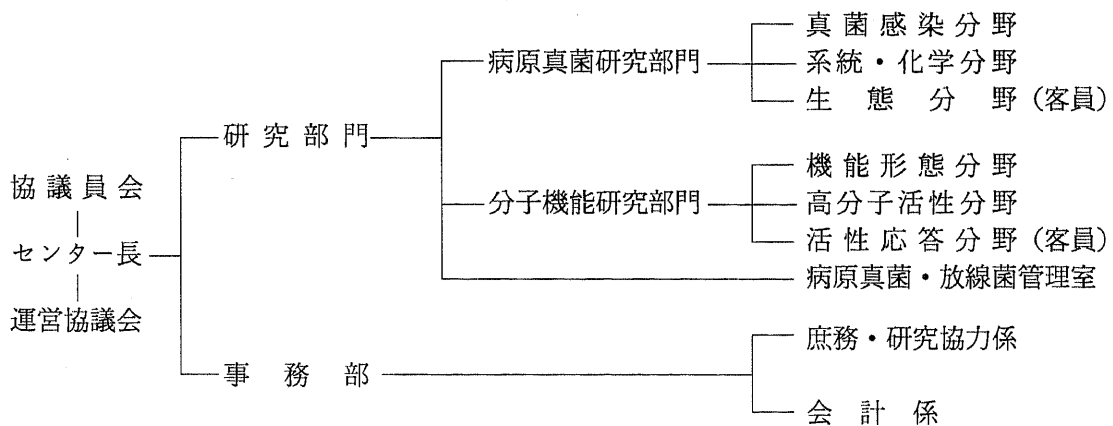 真菌感染分野
病原真菌研究部門
系統・化学分野
生態分野(客員)
研究部門
機能形態分野
協議員会
分子機能研究部門
高分子活性分野
活性応答分野(客員)
センター長
病原真菌・放線菌管理室
運営協議会
庶務・研究協力係
事務部
会計係